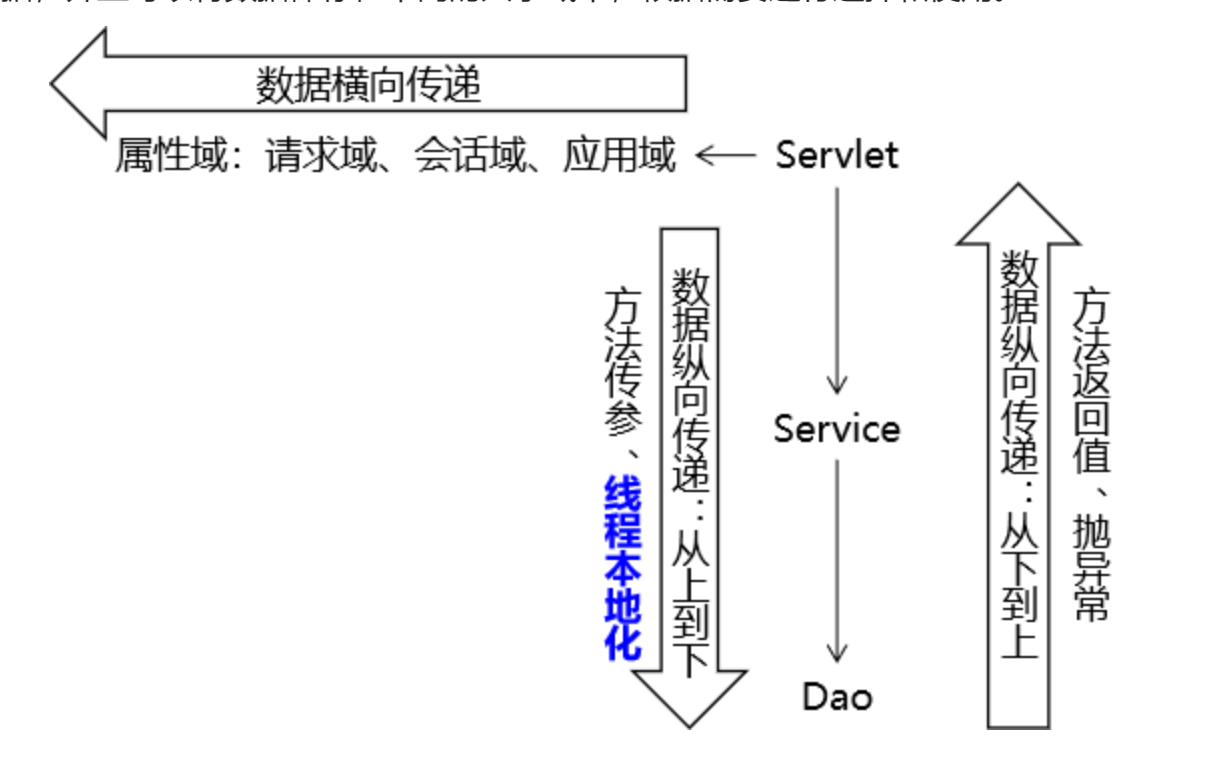 数据横向传递
属性域：请求域、会话域、应用域
Servlet
方法传参、线程本地化
数据纵向传递：从上到下
Service
Dao
数据纵向传递：从下到上
方法返回值、抛异常